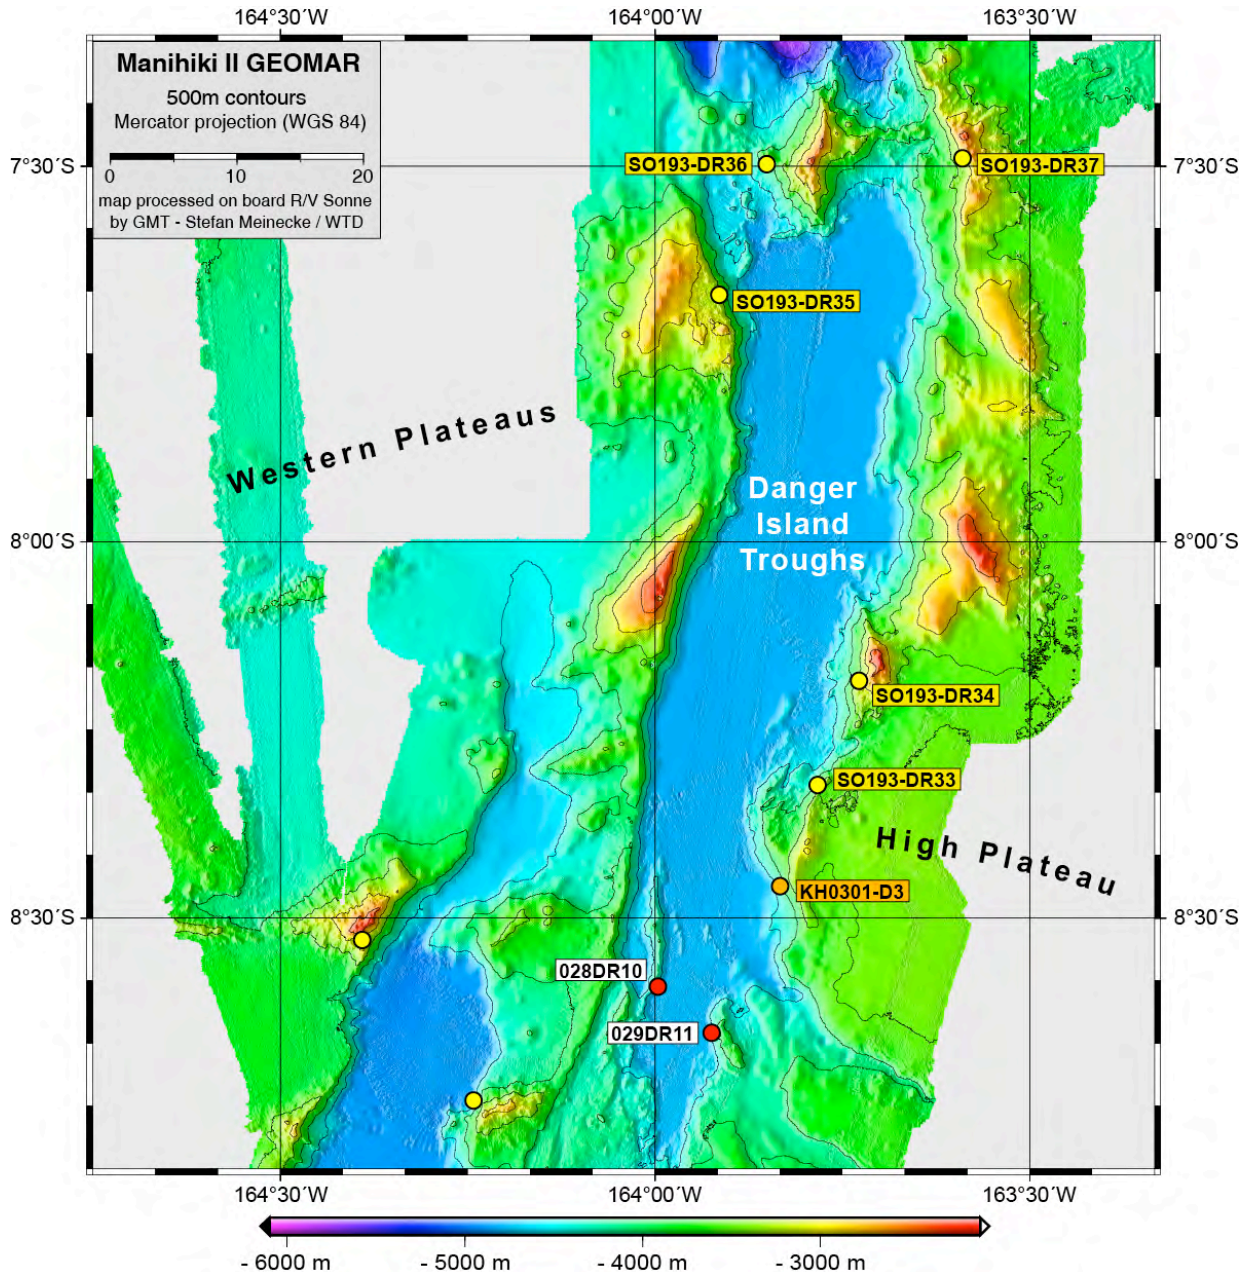 164°30´W 164°00´W 163°30´W
Manihiki II GEOMAR
500m contours
Mercator projection (WGS 84)
0 10 20
map processed on board R/V Sonne
by GMT - Stefan Meinecke / WTD
7°30´S 7°30´S
SO193-DR36
SO193-DR37
SO193-DR35
Western Plateaus
Danger
Island
Troughs
8°00´S 8°00´S
SO193-DR34
SO193-DR33
High Plateau
KH0301-D3
8°30´S 8°30´S
028DR10
029DR11
164°30´W 164°00´W 163°30´W
- 6000 m - 5000 m - 4000 m - 3000 m